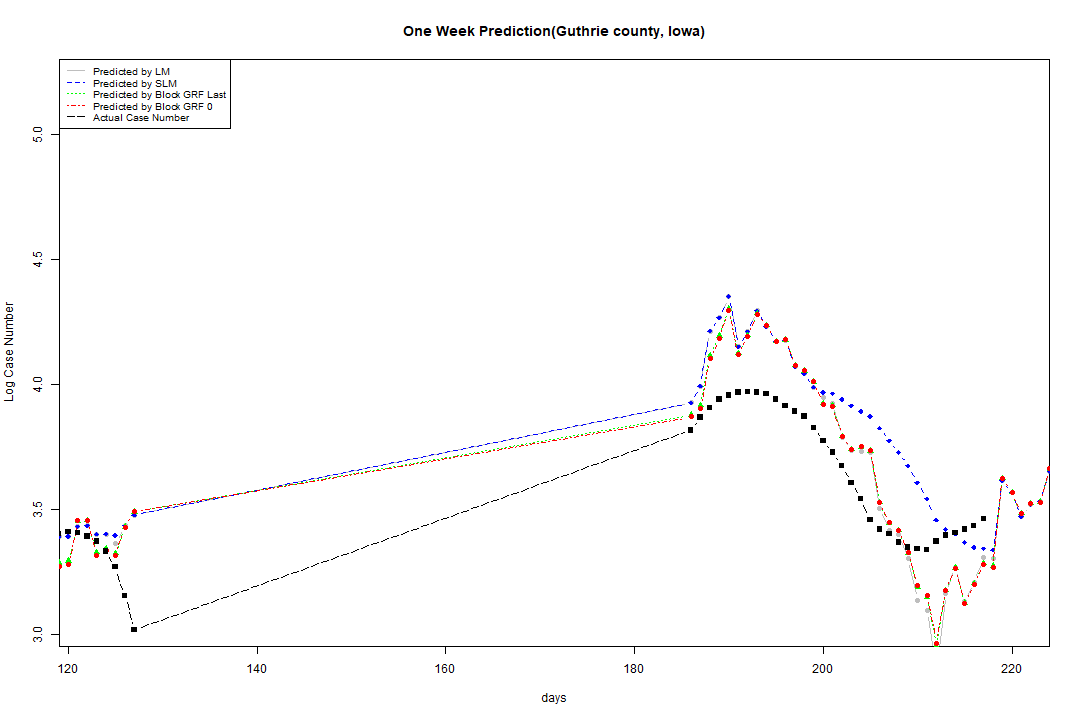 One Week Prediction(Guthrie county, Iowa)
Predicted by LM
Predicted by SLM
Predicted by Block GRF Last
Predicted by Block GRF 0
Actual Case Number
5.0
4.5
4.0
3.5
3.0
Log Case Number
120 140 160 180 200 220
days